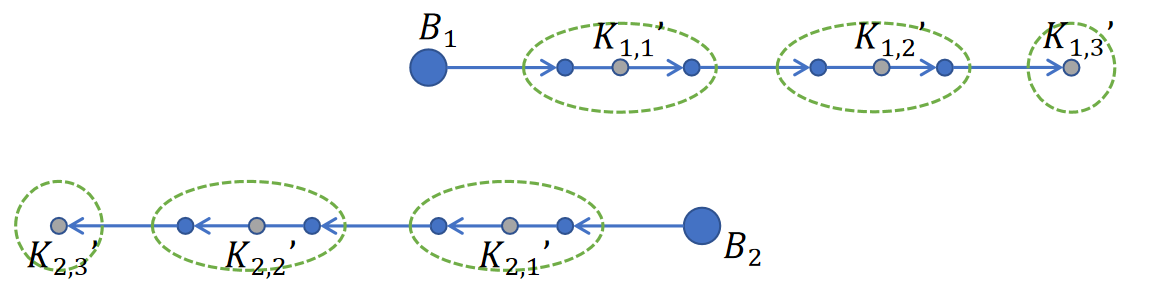 B₁
K₁,₁’ K₁,₂’ K₁,₃’
K₂,₃’ K₂,₂’ K₂,₁’ B₂